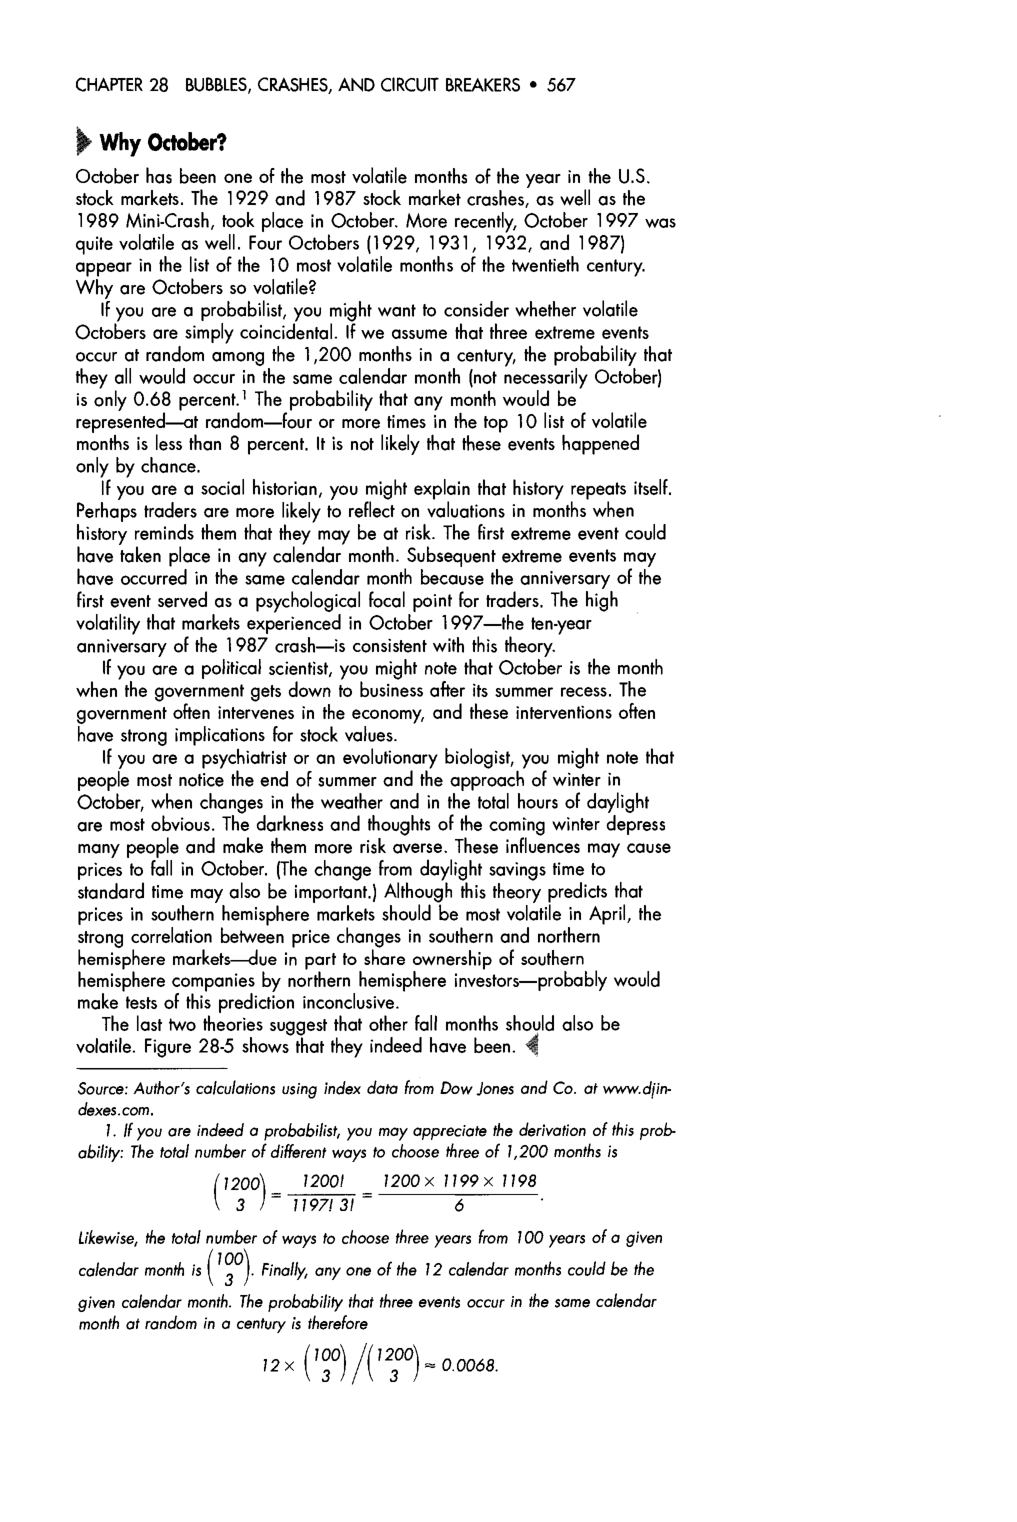 CHAPTER 28 BUBBLES, CRASHES, AND CIRCUIT BREAKERS • 567
Why October?
October has been one of the most volatile months of the year in the U.S.
stock markets. The 1929 and 1987 stock market crashes, as well as the
1989 Mini-Crash, took place in October. More recently, October 1997 was
quite volatile as well. Four Octobers (1929, 1931, 1932, and 1987)
appear in the list of the 10 most volatile months of the twentieth century.
Why are Octobers so volatile?
If you are a probabilist, you might want to consider whether volatile
Octobers are simply coincidental. If we assume that three extreme events
occur at random among the 1,200 months in a century, the probability that
they all would occur in the same calendar month (not necessarily October)
is only 0.68 percent.¹ The probability that any month would be
represented—at random—four or more times in the top 10 list of volatile
months is less than 8 percent. It is not likely that these events happened
only by chance.
If you are a social historian, you might explain that history repeats itself.
Perhaps traders are more likely to reflect on valuations in months when
history reminds them that they may be at risk. The first extreme event could
have taken place in any calendar month. Subsequent extreme events may
have occurred in the same calendar month because the anniversary of the
first event served as a psychological focal point for traders. The high
volatility that markets experienced in October 1997—the ten-year
anniversary of the 1987 crash—is consistent with this theory.
If you are a political scientist, you might note that October is the month
when the government gets down to business after its summer recess. The
government often intervenes in the economy, and these interventions often
have strong implications for stock values.
If you are a psychiatrist or an evolutionary biologist, you might note that
people most notice the end of summer and the approach of winter in
October, when changes in the weather and in the total hours of daylight
are most obvious. The darkness and thoughts of the coming winter depress
many people and make them more risk averse. These influences may cause
prices to fall in October. (The change from daylight savings time to
standard time may also be important.) Although this theory predicts that
prices in southern hemisphere markets should be most volatile in April, the
strong correlation between price changes in southern and northern
hemisphere markets—due in part to share ownership of southern
hemisphere companies by northern hemisphere investors—probably would
make tests of this prediction inconclusive.
The last two theories suggest that other fall months should also be
volatile. Figure 28-5 shows that they indeed have been.
Source: Author's calculations using index data from Dow Jones and Co. at www.djin-
dexes.com.
1. If you are indeed a probabilist, you may appreciate the derivation of this prob-
ability: The total number of different ways to choose three of 1,200 months is
(1200 3) = 1200! / 1197! 3! = 1200 × 1199 × 1198 / 6 .
Likewise, the total number of ways to choose three years from 100 years of a given
calendar month is (100 3). Finally, any one of the 12 calendar months could be the
given calendar month. The probability that three events occur in the same calendar
month at random in a century is therefore
12 × (100 3) / (1200 3) ≈ 0.0068.